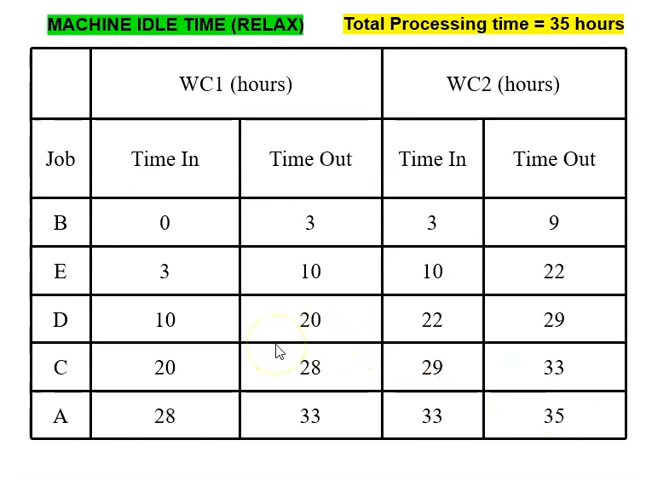 MACHINE IDLE TIME (RELAX) Total Processing time = 35 hours
WC1 (hours) WC2 (hours)
Job Time In Time Out Time In Time Out
B 0 3 3 9
E 3 10 10 22
D 10 20 22 29
C 20 28 29 33
A 28 33 33 35